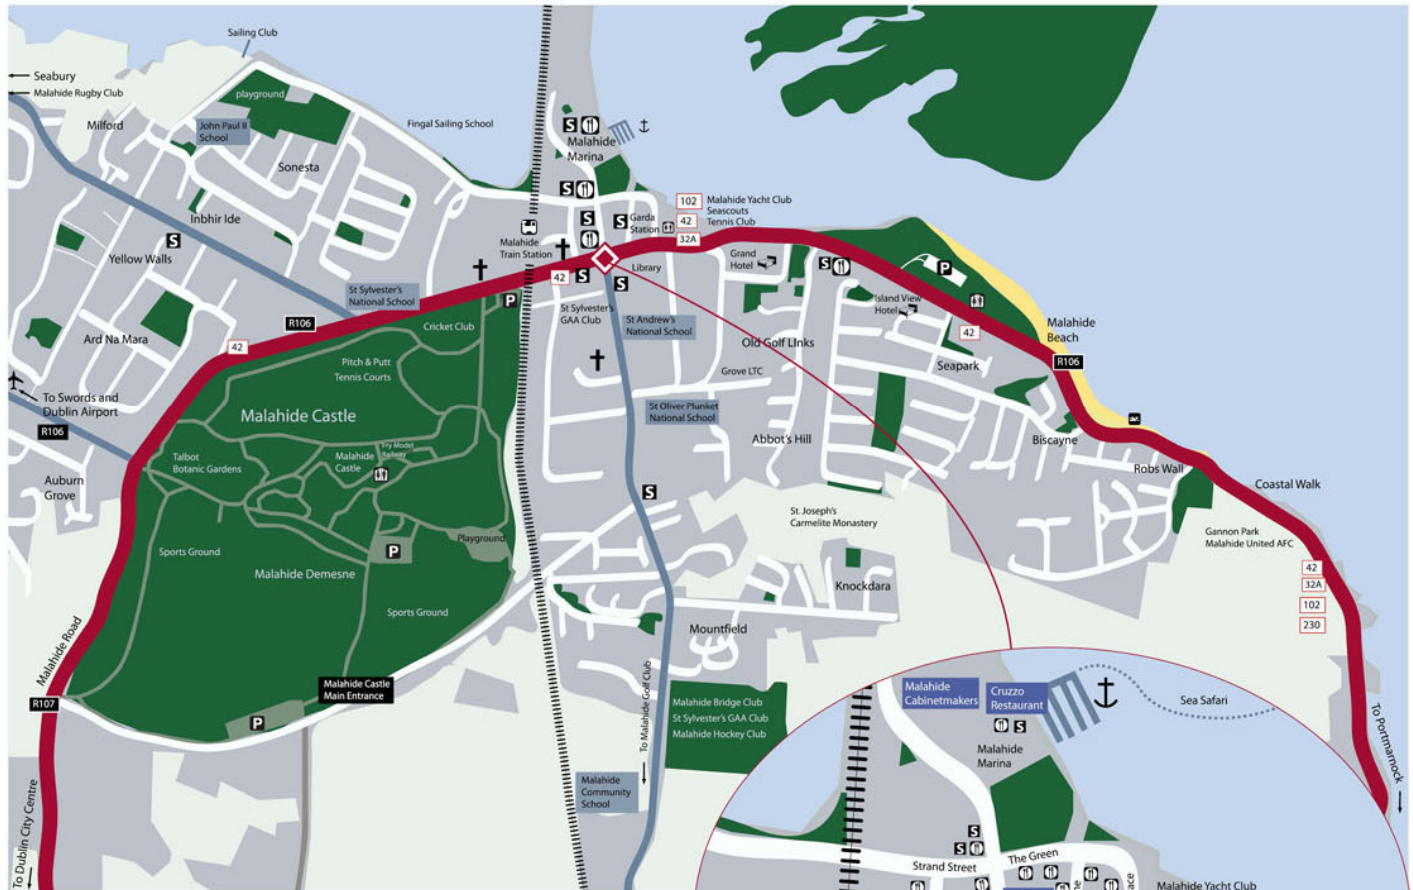 Sailing Club
Seabury
Malahide Rugby Club
playground
Milford
John Paul II
School
Fingal Sailing School
Sonesta
Inbhir Ide
S
Yellow Walls
St Sylvester's
National School
R106
42
Ard Na Mara
To Swords and
Dublin Airport
R106
Auburn
Grove
S
Malahide
Marina
S
S
S
Garda
Station
102
42
32A
Malahide Yacht Club
Seascouts
Tennis Club
Malahide
Train Station
42
S
S
Library
Grand
Hotel
S
P
Island View
Hotel
42
Malahide
Beach
R106
P
Cricket Club
St Sylvester's
GAA Club
St Andrew's
National School
Old Golf LInks
Seapark
Pitch & Putt
Tennis Courts
Grove LTC
Malahide Castle
St Oliver Plunket
National School
Abbot's Hill
Biscayne
Robs Wall
Coastal Walk
Talbot
Botanic Gardens
Malahide
Castle
Fry Model
Railway
S
St. Joseph's
Carmelite Monastery
Gannon Park
Malahide United AFC
Playground
P
Sports Ground
Malahide Demesne
Sports Ground
Knockdara
42
32A
102
230
Mountfield
Malahide Road
R107
Malahide Castle
Main Entrance
P
To Malahide Golf Club
Malahide Bridge Club
St Sylvester's GAA Club
Malahide Hockey Club
Malahide
Community
School
To Dublin City Centre
To Portmarnock
Malahide
Cabinetmakers
Cruzzo
Restaurant
S
Sea Safari
Malahide
Marina
S
S
Strand Street
The Green
Malahide Yacht Club